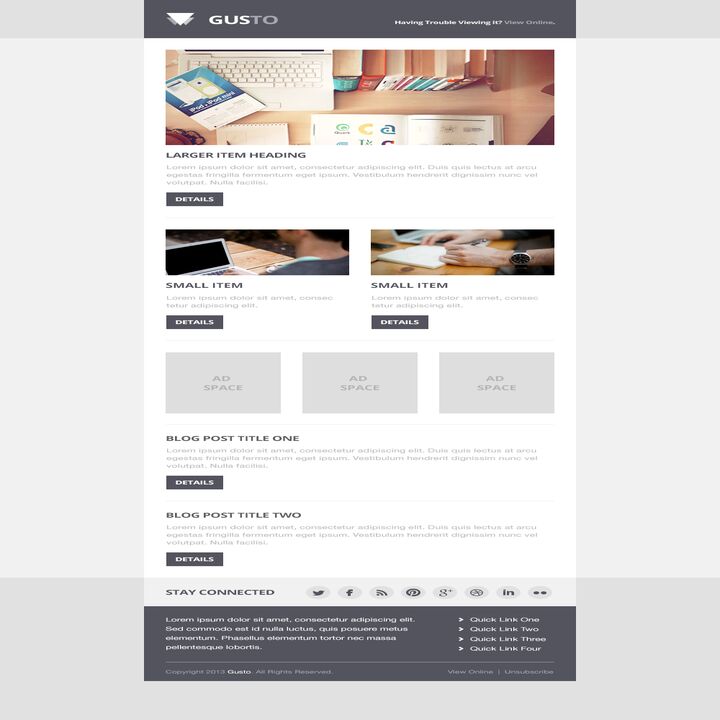 GUSTO
Having Trouble Viewing it? View Online.
iPod + iPod mini
LARGER ITEM HEADING
Lorem ipsum dolor sit amet, consectetur adipiscing elit. Duis quis lectus at arcu
egestas fringilla fermentum eget ipsum. Vestibulum hendrerit dignissim nunc vel
volutpat. Nulla facilisi.
DETAILS
SMALL ITEM
Lorem ipsum dolor sit amet, consec
tetur adipiscing elit.
DETAILS
SMALL ITEM
Lorem ipsum dolor sit amet, consec
tetur adipiscing elit.
DETAILS
AD
SPACE
AD
SPACE
AD
SPACE
BLOG POST TITLE ONE
Lorem ipsum dolor sit amet, consectetur adipiscing elit. Duis quis lectus at arcu
egestas fringilla fermentum eget ipsum. Vestibulum hendrerit dignissim nunc vel
volutpat. Nulla facilisi.
DETAILS
BLOG POST TITLE TWO
Lorem ipsum dolor sit amet, consectetur adipiscing elit. Duis quis lectus at arcu
egestas fringilla fermentum eget ipsum. Vestibulum hendrerit dignissim nunc vel
volutpat. Nulla facilisi.
DETAILS
STAY CONNECTED
Lorem ipsum dolor sit amet, consectetur adipiscing elit.
Sed commodo est id nulla luctus, quis posuere metus
elementum. Phasellus elementum tortor nec massa
pellentesque lobortis.
Quick Link One
Quick Link Two
Quick Link Three
Quick Link Four
Copyright 2013 Gusto. All Rights Reserved.
View Online | Unsubscribe